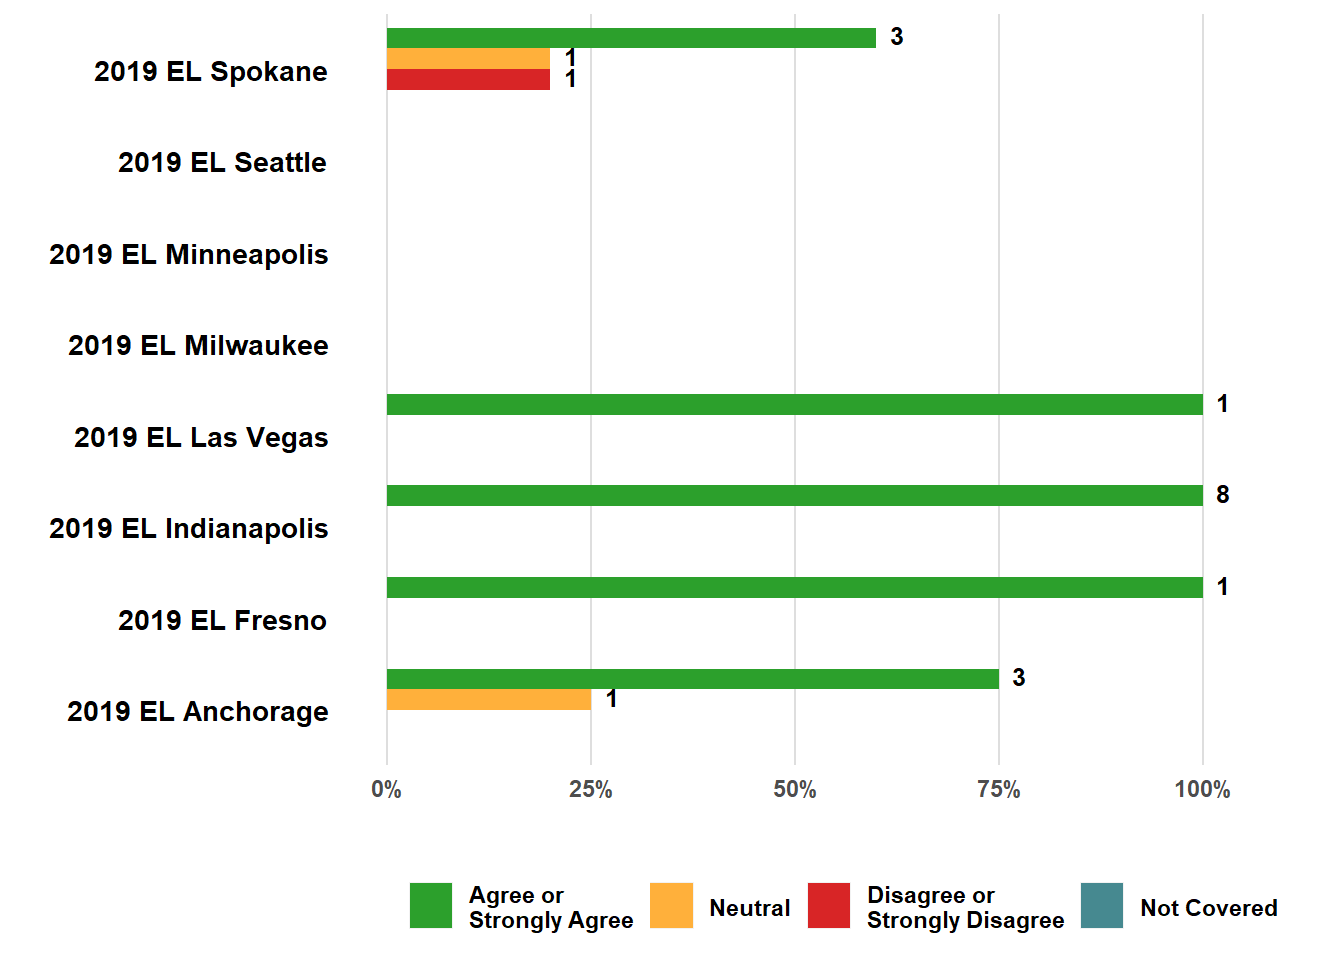 3
1
2019 EL Spokane
1
2019 EL Seattle
2019 EL Minneapolis
2019 EL Milwaukee
1
2019 EL Las Vegas
8
2019 EL Indianapolis
1
2019 EL Fresno
3
1
2019 EL Anchorage
0% 25% 50% 75% 100%
Agree or
Strongly Agree
Neutral
Disagree or
Strongly Disagree
Not Covered